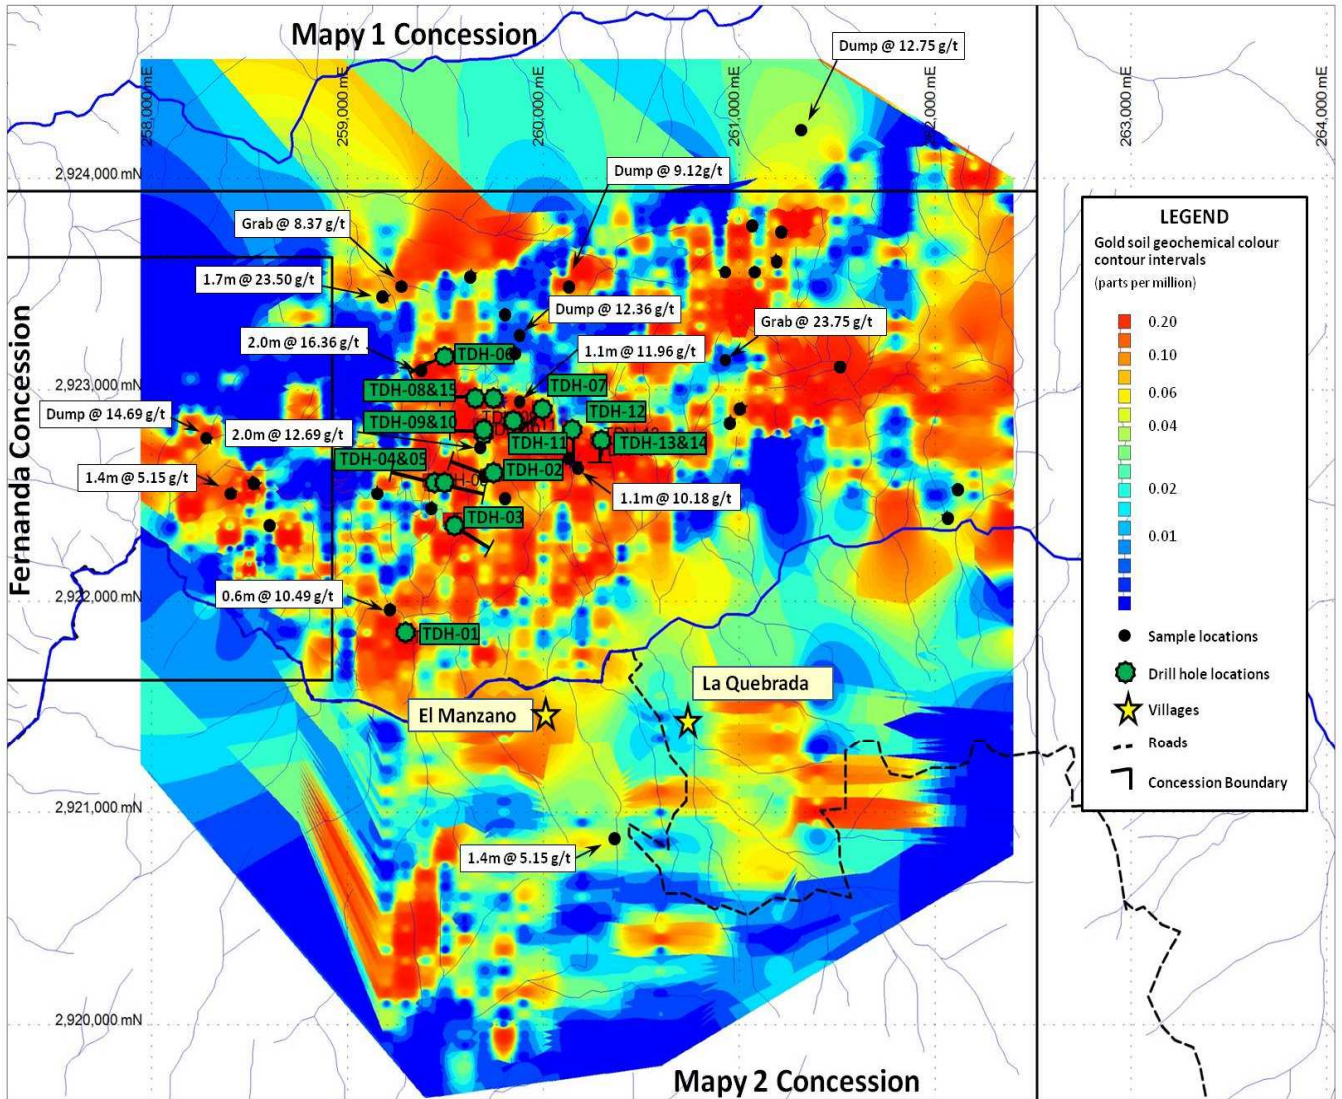 Mapy 1 Concession
Dump @ 12.75 g/t
258,000 mE
259,000 mE
260,000 mE
261,000 mE
262,000 mE
263,000 mE
264,000 mE
2,924,000 mN
Dump @ 9.12g/t
Grab @ 8.37 g/t
1.7m @ 23.50 g/t
Dump @ 12.36 g/t
Grab @ 23.75 g/t
2.0m @ 16.36 g/t
TDH-06
1.1m @ 11.96 g/t
2,923,000 mN
TDH-08&15
TDH-07
Dump @ 14.69 g/t
TDH-09&10
TDH-12
2.0m @ 12.69 g/t
TDH-11
TDH-13&14
TDH-04&05
TDH-02
1.4m @ 5.15 g/t
1.1m @ 10.18 g/t
TDH-03
Fernanda Concession
2,922,000 mN
0.6m @ 10.49 g/t
TDH-01
La Quebrada
El Manzano
2,921,000 mN
1.4m @ 5.15 g/t
2,920,000 mN
Mapy 2 Concession
LEGEND
Gold soil geochemical colour
contour intervals
(parts per million)
0.20
0.10
0.06
0.04
0.02
0.01
Sample locations
Drill hole locations
Villages
Roads
Concession Boundary